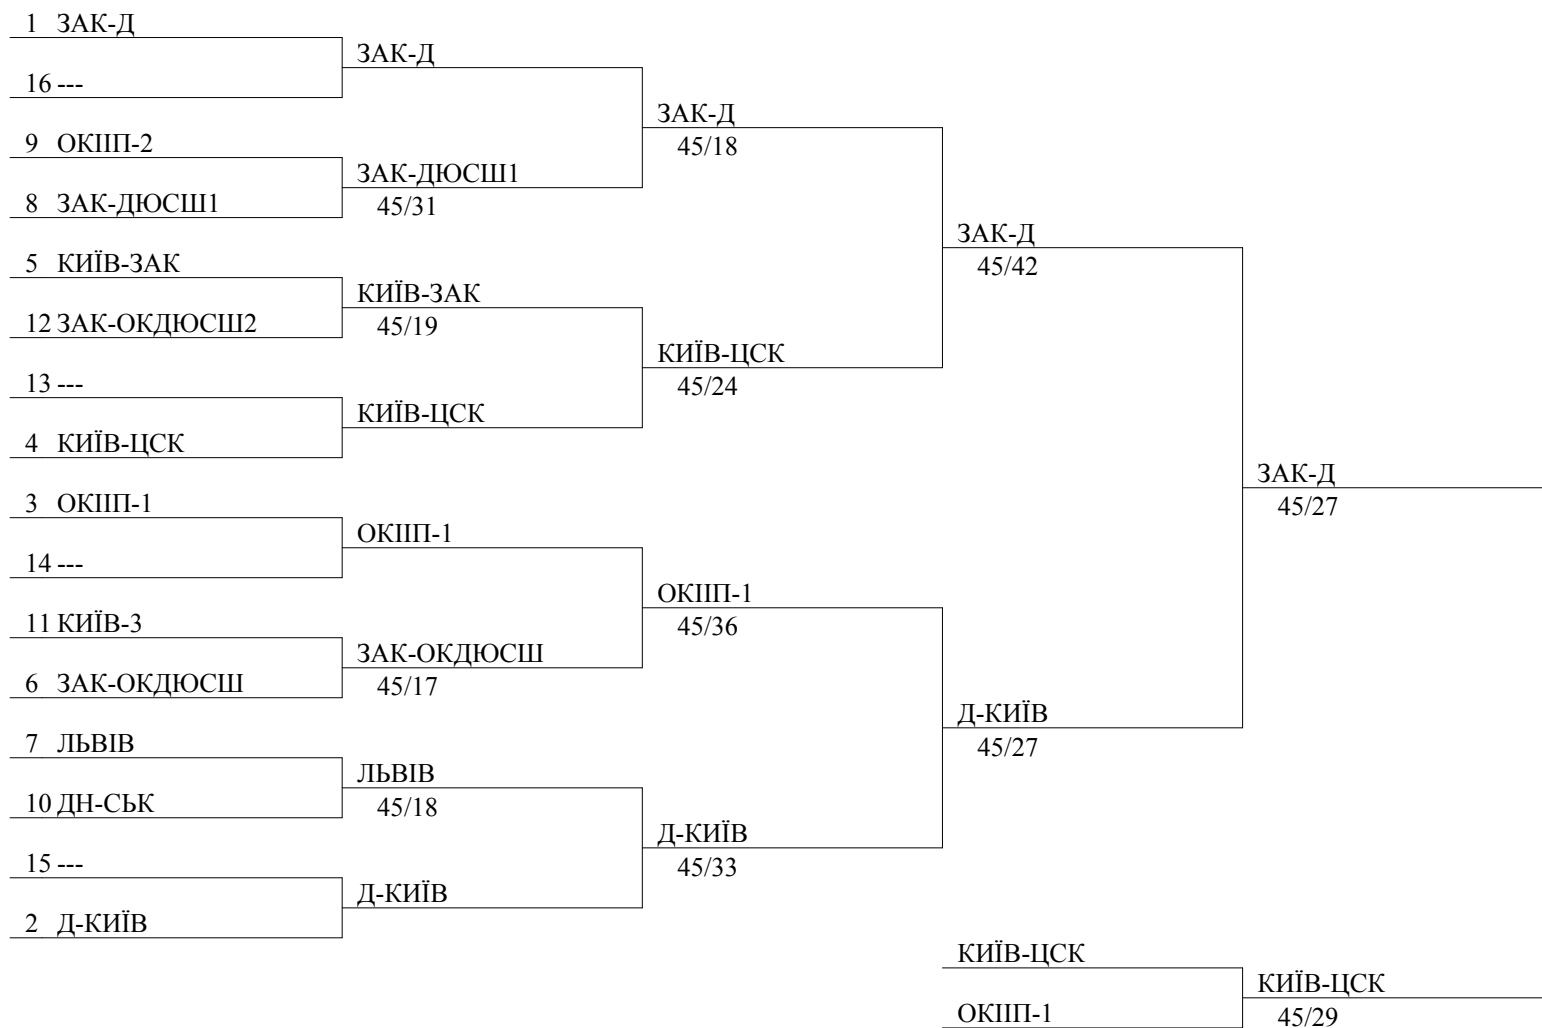 1 ЗАК-Д
ЗАК-Д
16 ---
ЗАК-Д
45/18
9 ОКІІП-2
ЗАК-ДЮСШ1
45/31
8 ЗАК-ДЮСШ1
ЗАК-Д
45/42
5 КИЇВ-ЗАК
КИЇВ-ЗАК
45/19
12 ЗАК-ОКДЮСШ2
КИЇВ-ЦСК
45/24
13 ---
КИЇВ-ЦСК
4 КИЇВ-ЦСК
ЗАК-Д
45/27
3 ОКІІП-1
ОКІІП-1
14 ---
ОКІІП-1
45/36
11 КИЇВ-3
ЗАК-ОКДЮСШ
45/17
6 ЗАК-ОКДЮСШ
Д-КИЇВ
45/27
7 ЛЬВІВ
ЛЬВІВ
45/18
10 ДН-СЬК
Д-КИЇВ
45/33
15 ---
Д-КИЇВ
2 Д-КИЇВ
КИЇВ-ЦСК
КИЇВ-ЦСК
45/29
ОКІІП-1